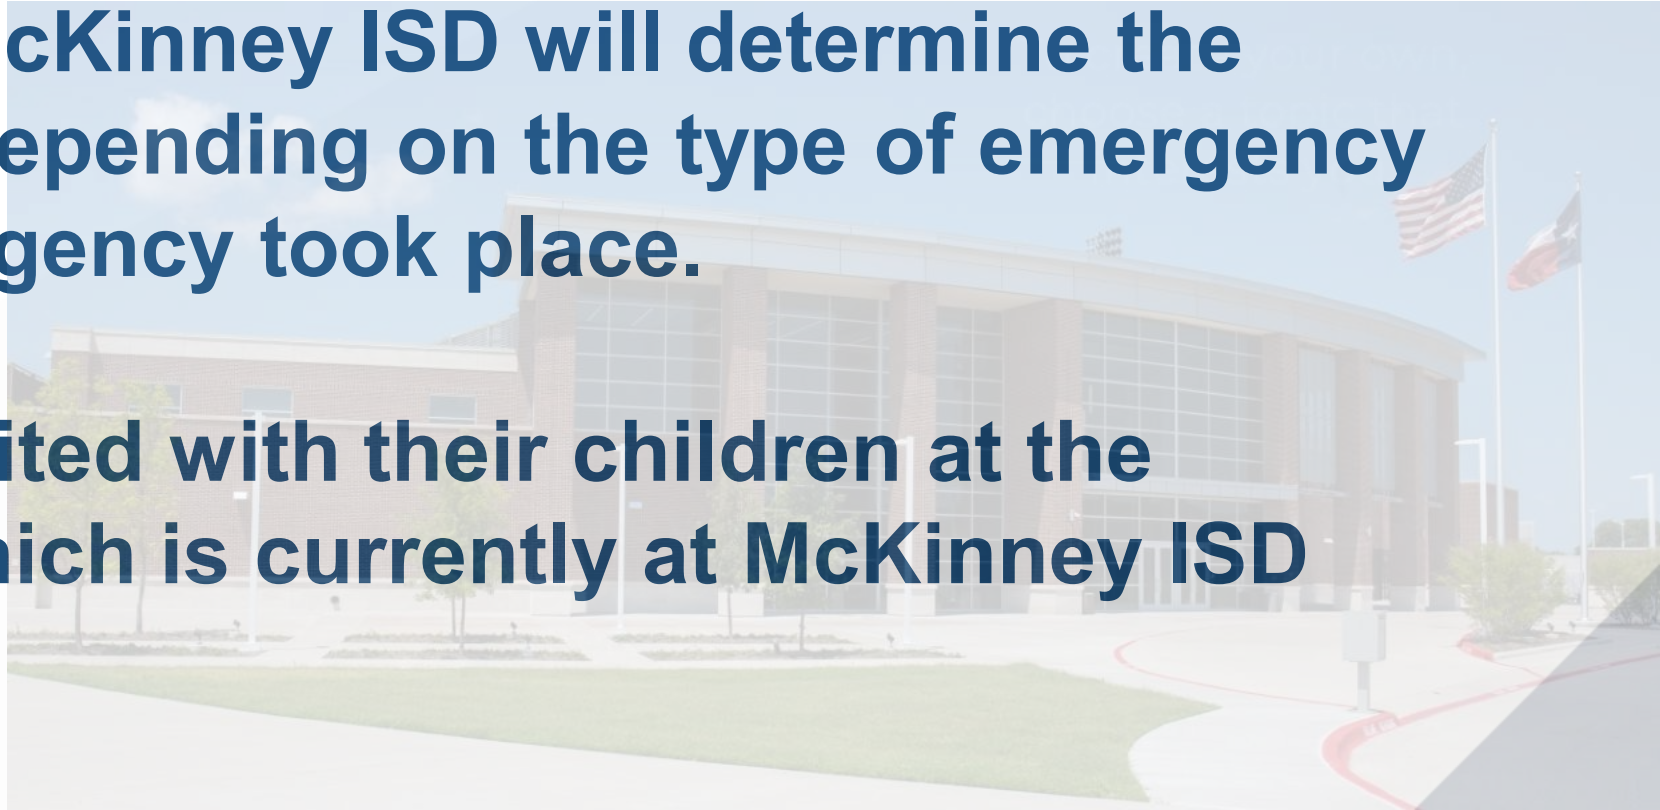 cKinney ISD will determine the
epending on the type of emergency
gency took place.
ited with their children at the
hich is currently at McKinney ISD